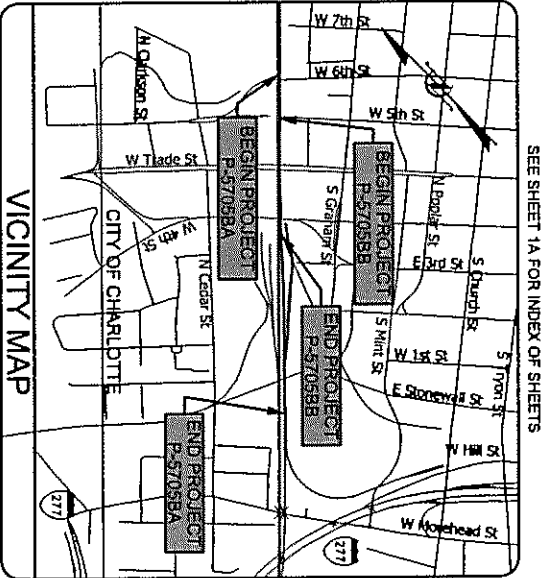 SEE SHEET 1A FOR INDEX OF SHEETS
W 7th St
W 6th St
W 5th St
N Clarkson St
W Trade St
BEGIN PROJECT
P-5705BA
BEGIN PROJECT
P-5705BB
N Poplar St
S Graham St
W 4th St
E 3rd St
S Church St
CITY OF CHARLOTTE
N Cedar St
END PROJECT
P-5705BB
S Mint St
W 1st St
S Tryon St
E Stonewall St
END PROJECT
P-5705BA
W Hill St
W Morehead St
277
277
VICINITY MAP